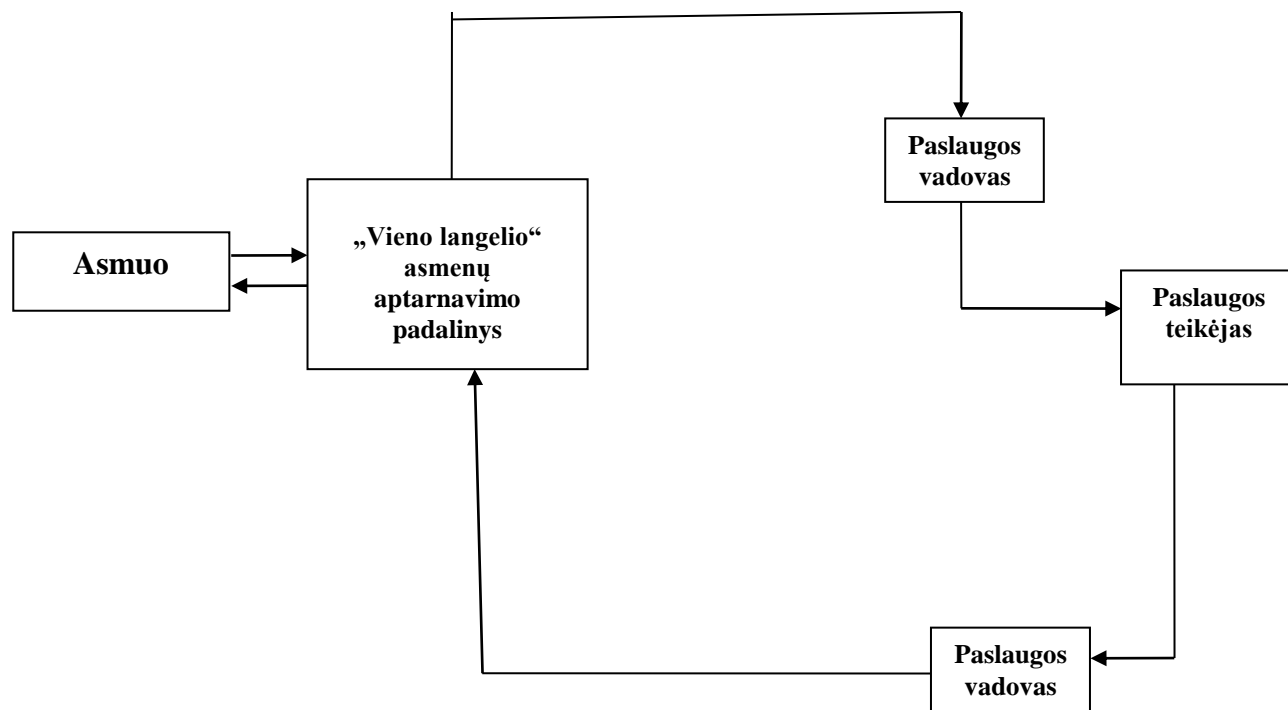 Paslaugos
vadovas
Asmuo
„Vieno langelio“
asmenų
aptarnavimo
padalinys
Paslaugos
teikėjas
Paslaugos
vadovas